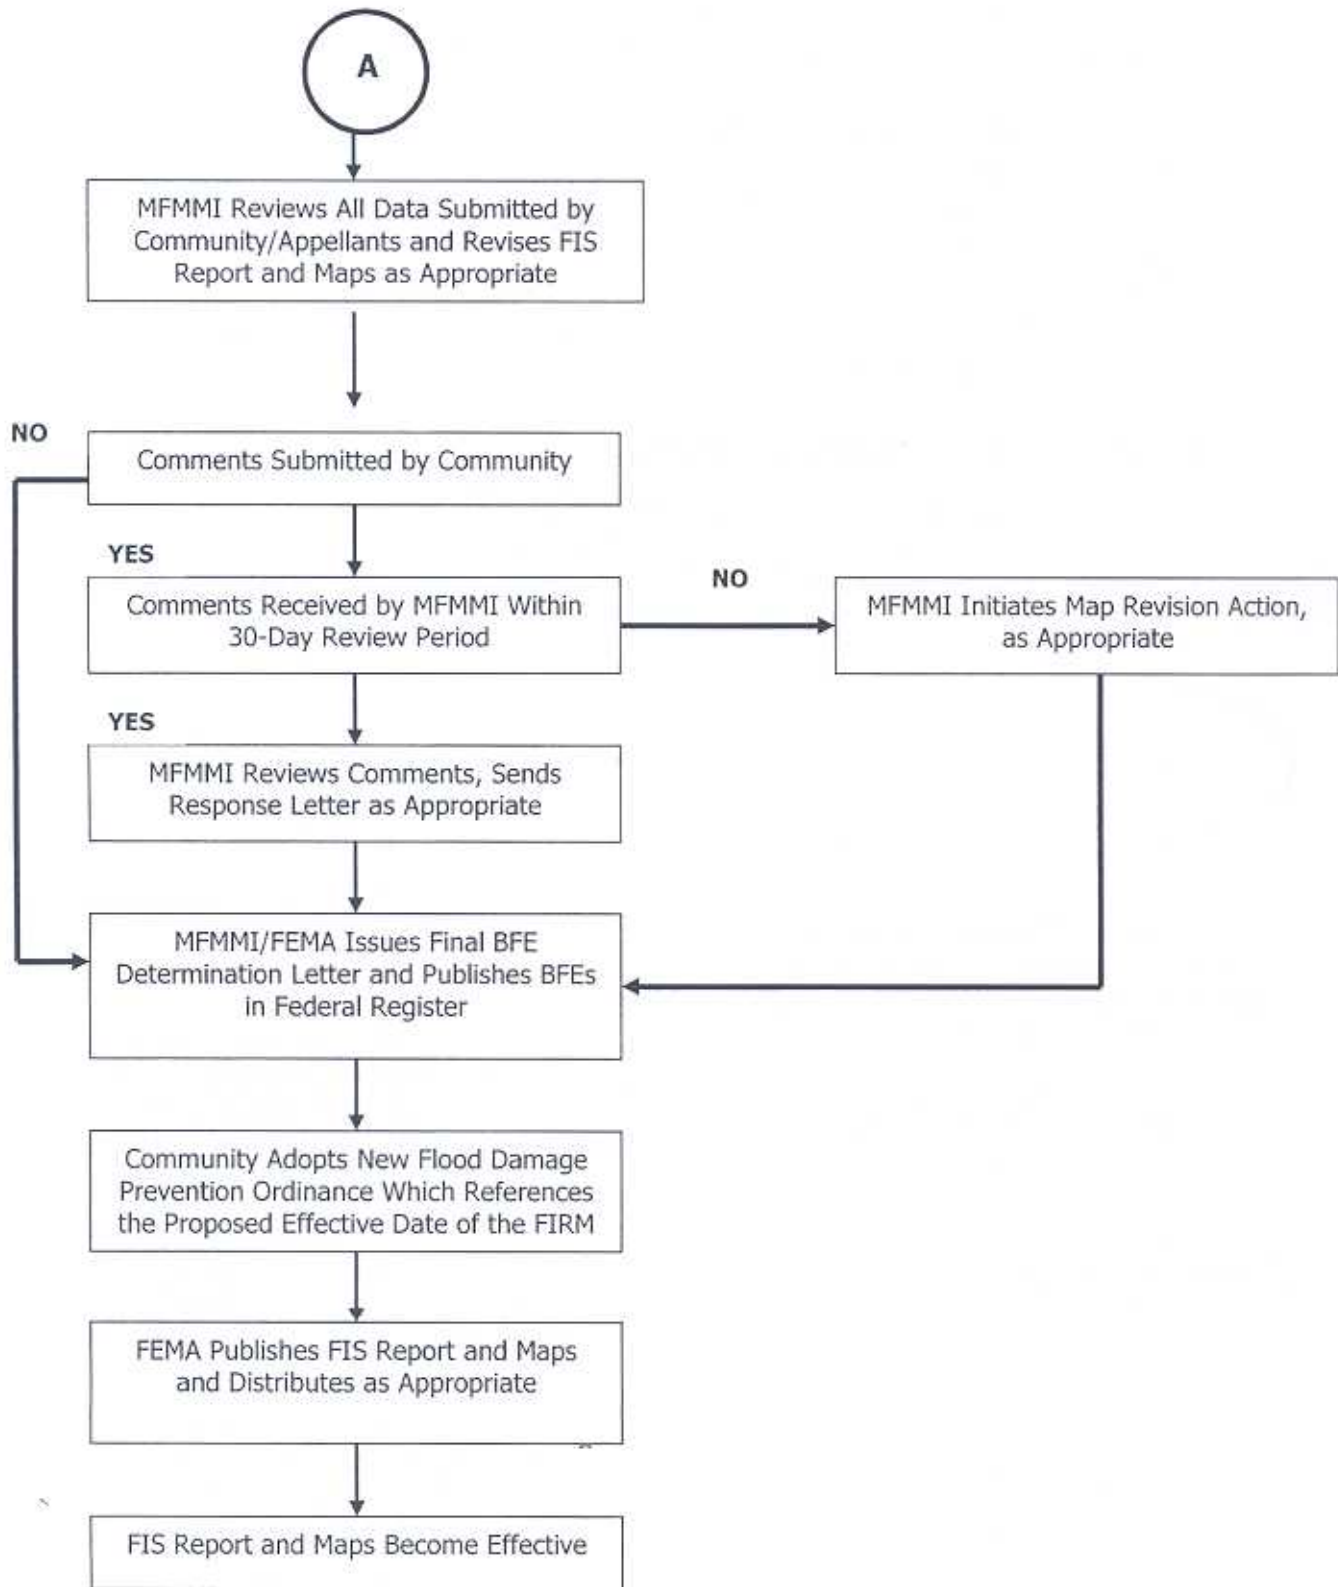 A
MFMMI Reviews All Data Submitted by
Community/Appellants and Revises FIS
Report and Maps as Appropriate
NO
Comments Submitted by Community
YES
Comments Received by MFMMI Within
30-Day Review Period
NO
MFMMI Initiates Map Revision Action,
as Appropriate
YES
MFMMI Reviews Comments, Sends
Response Letter as Appropriate
MFMMI/FEMA Issues Final BFE
Determination Letter and Publishes BFEs
in Federal Register
Community Adopts New Flood Damage
Prevention Ordinance Which References
the Proposed Effective Date of the FIRM
FEMA Publishes FIS Report and Maps
and Distributes as Appropriate
FIS Report and Maps Become Effective